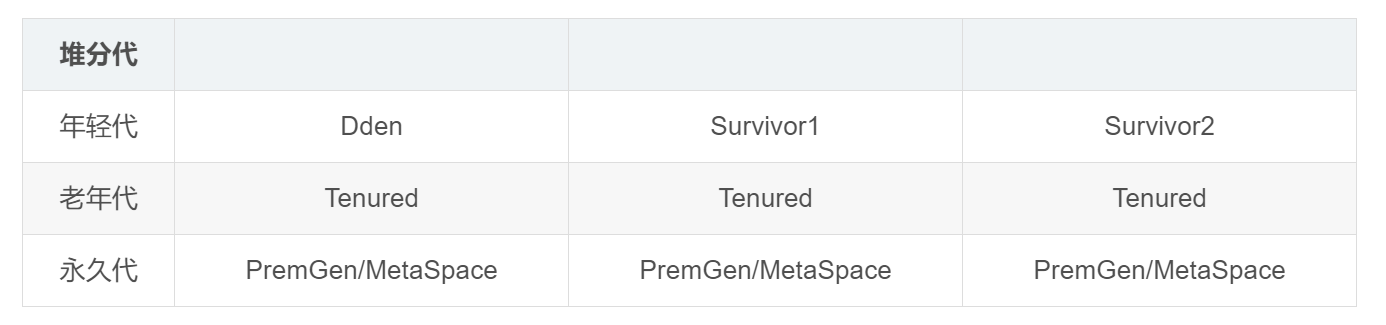 堆分代
年轻代 Dden Survivor1 Survivor2
老年代 Tenured Tenured Tenured
永久代 PremGen/MetaSpace PremGen/MetaSpace PremGen/MetaSpace